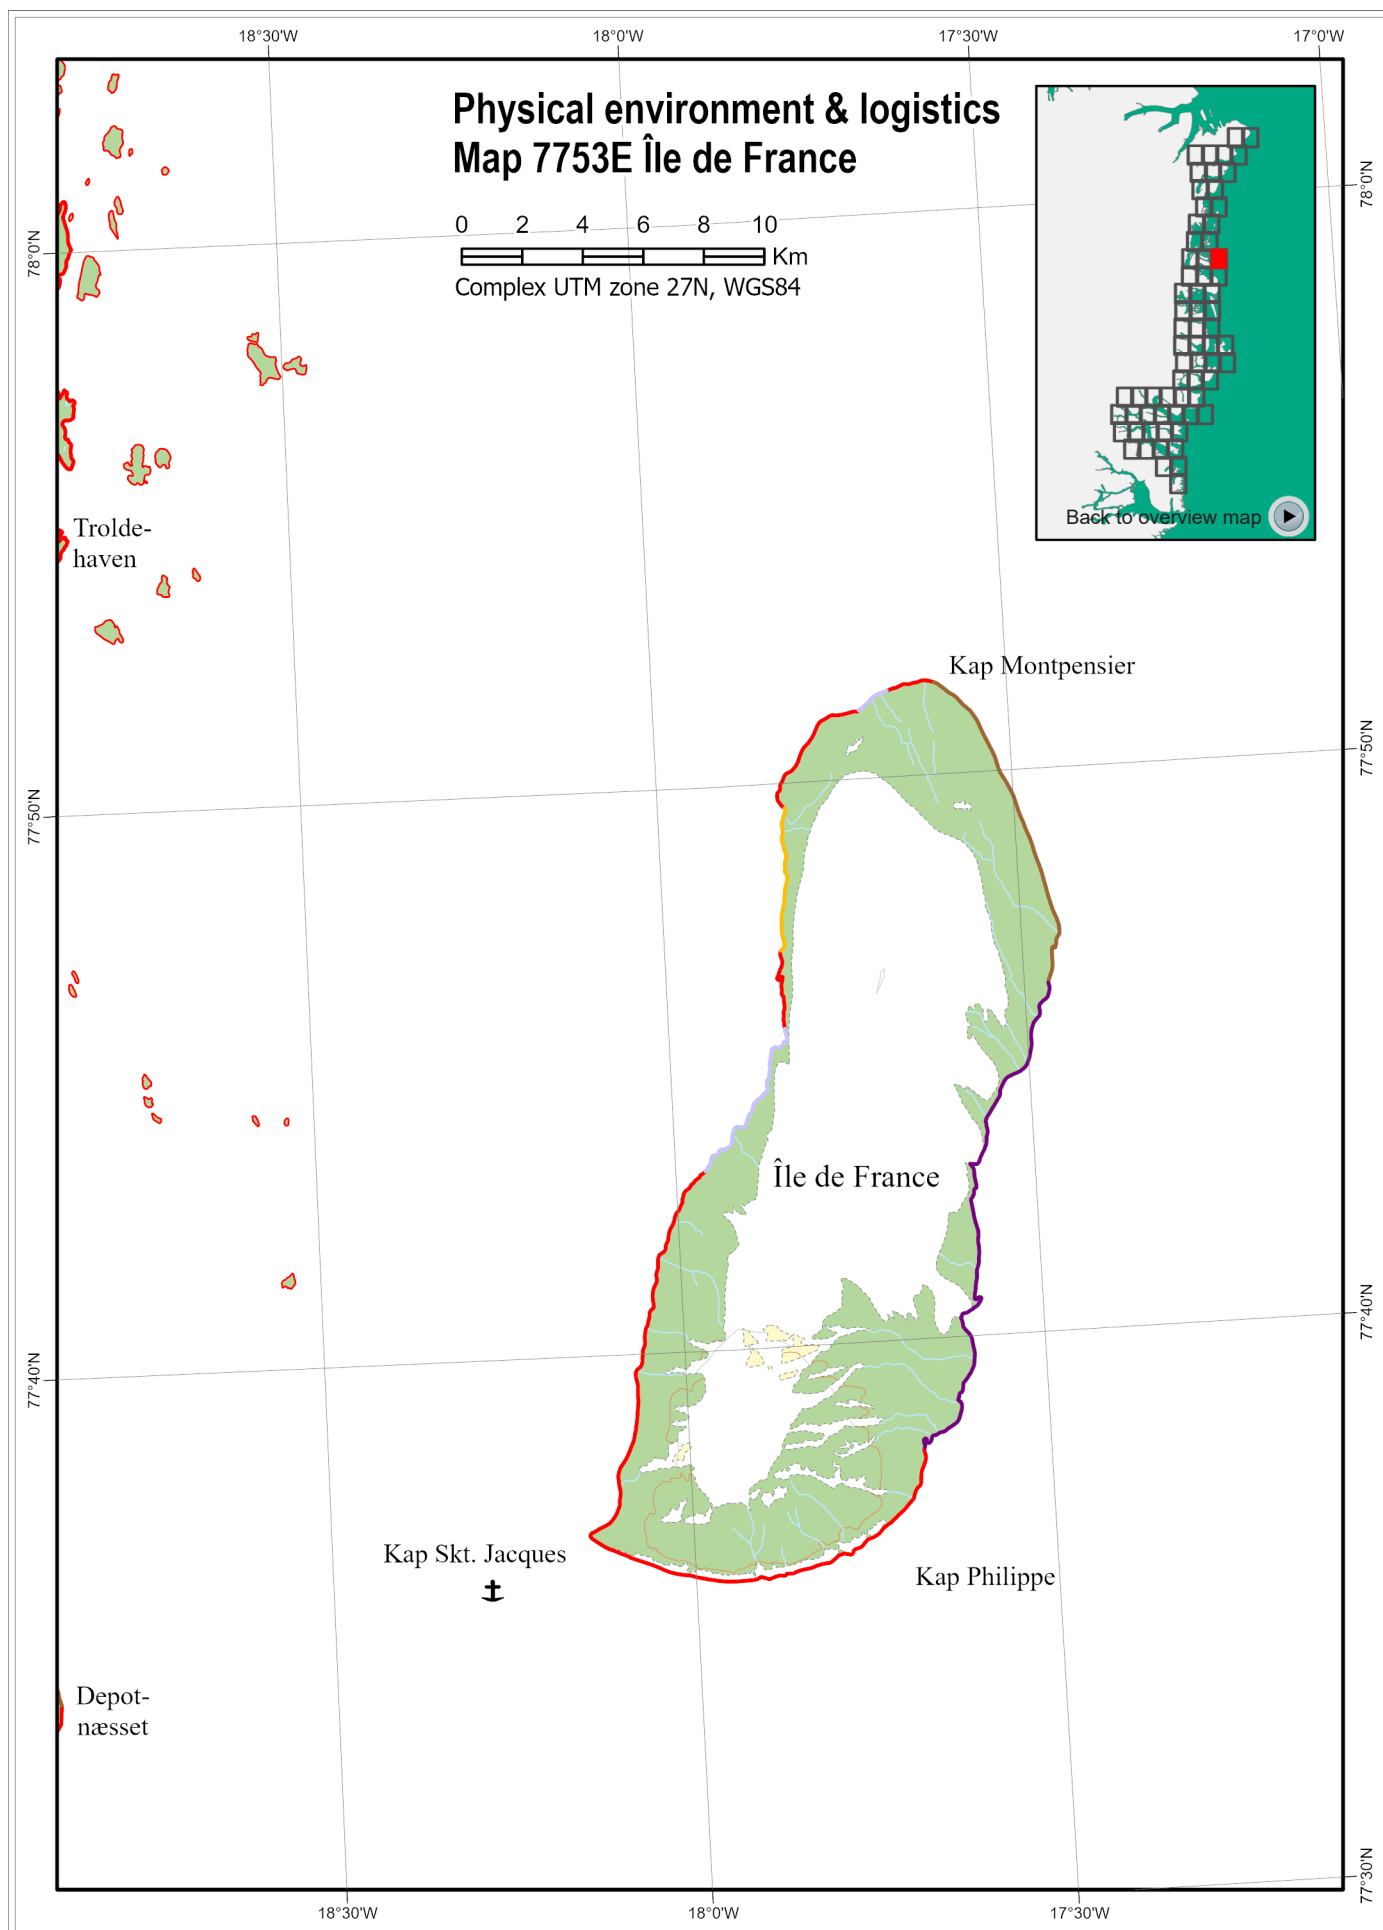 18°30'W 18°0'W 17°30'W 17°0'W
Physical environment & logistics
Map 7753E Île de France
0 2 4 6 8 10
Km
Complex UTM zone 27N, WGS84
Back to overview map
78°0'N
78°0'N
Trolde-
haven
Kap Montpensier
77°50'N
77°50'N
Île de France
77°40'N
77°40'N
Kap Skt. Jacques
Kap Philippe
Depot-
næsset
77°30'N
18°30'W 18°0'W 17°30'W